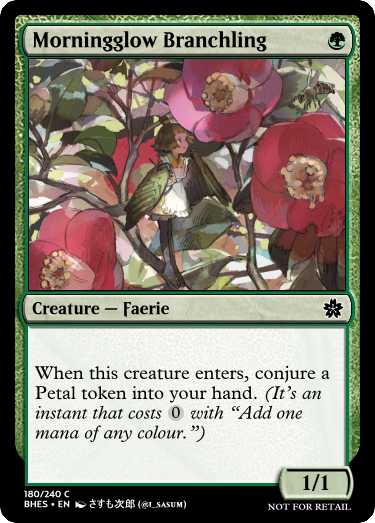 Morningglow Branchling
Creature — Faerie
When this creature enters, conjure a
Petal token into your hand. (It's an
instant that costs 0 with “Add one
mana of any colour.”)
1/1
180/240 C
BHES • EN さすも次郎 (@I_SASUM)
NOT FOR RETAIL